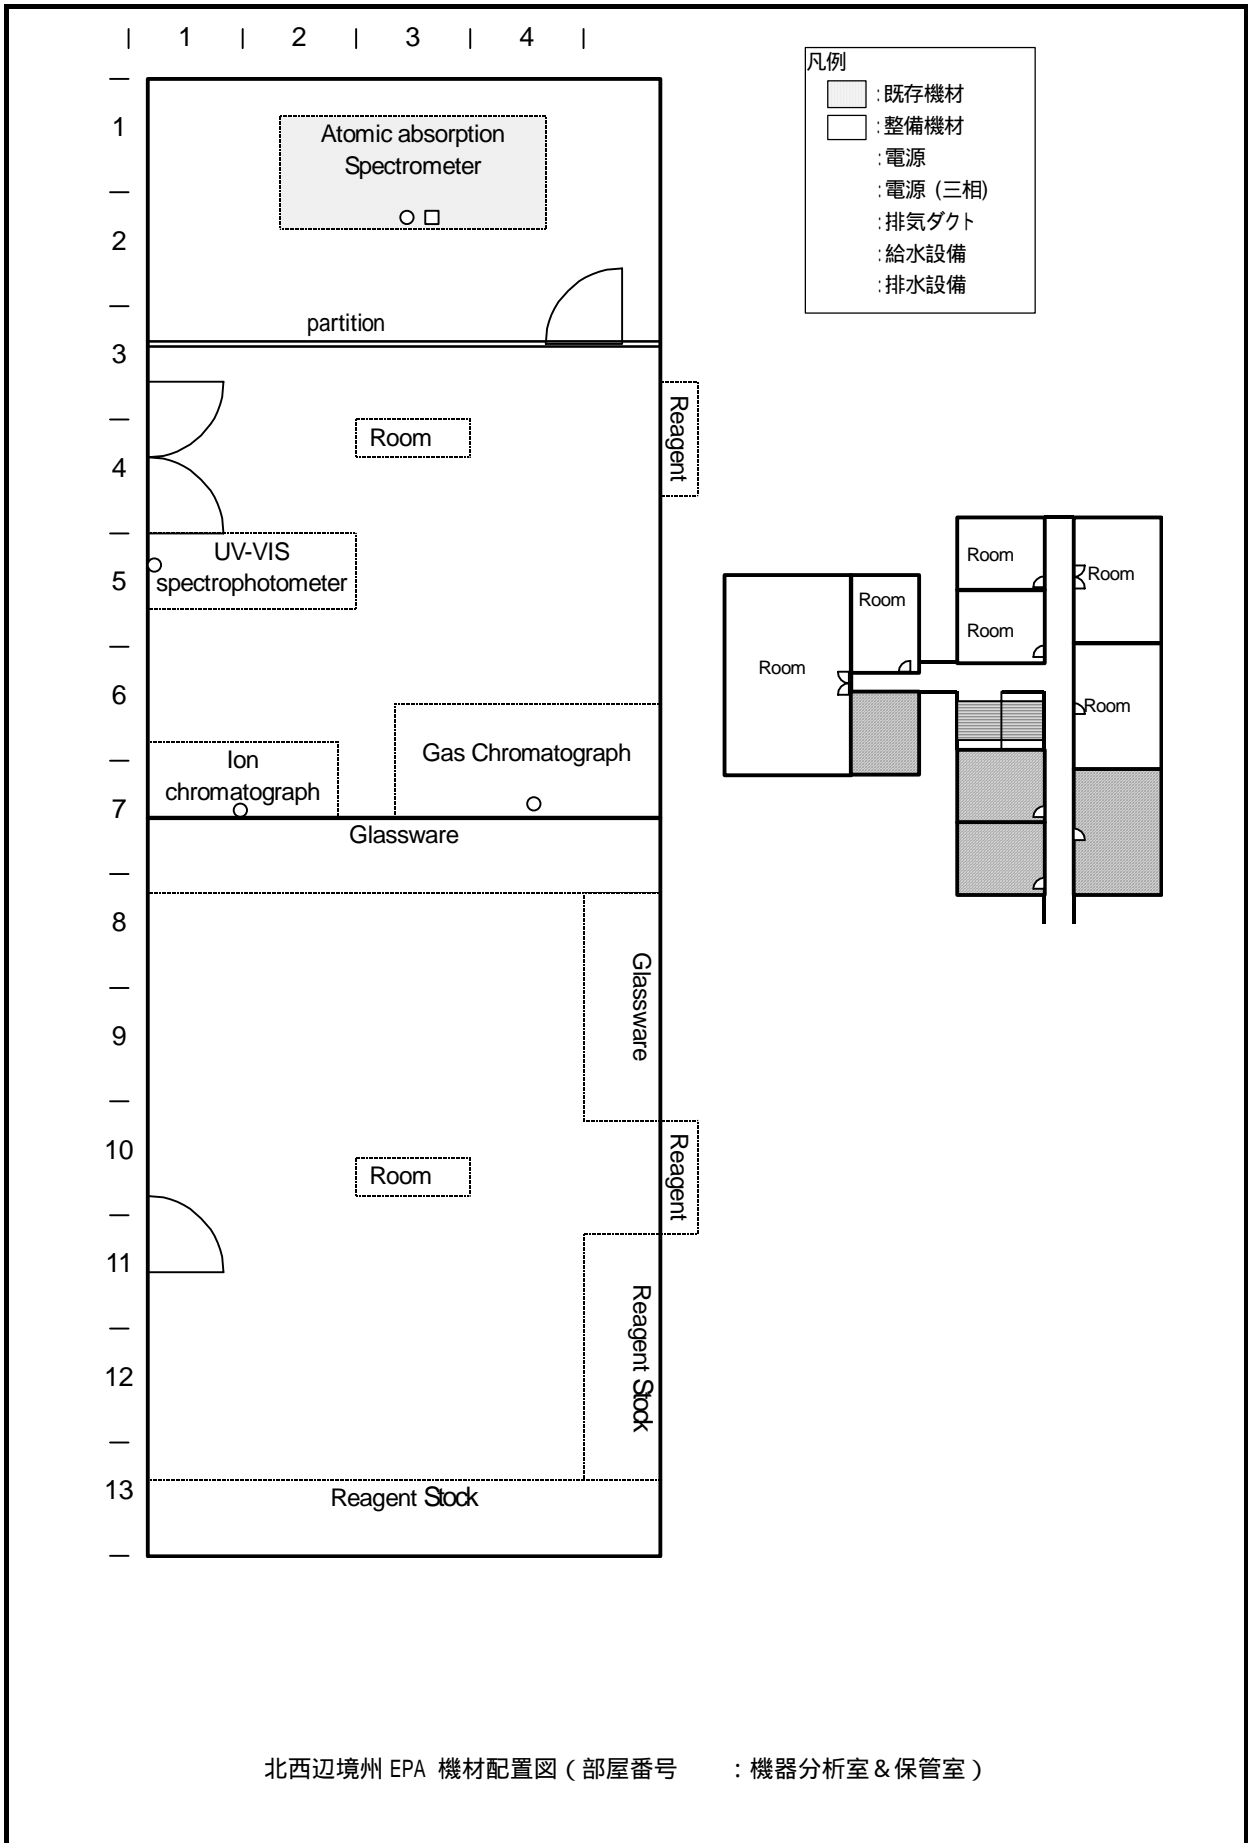 1 2 3 4
凡例
:既存機材
:整備機材
:電源
:電源 (三相)
:排気ダクト
:給水設備
:排水設備
1
Atomic absorption
Spectrometer
2
partition
3
Reagent
Room
4
UV-VIS
5
spectrophotometer
6
Gas Chromatograph
Ion
chromatograph
7
Glassware
8
Glassware
9
10
Reagent
Room
11
Reagent Stock
12
13
Reagent Stock
Room
Room
Room
Room
Room
Room
北西辺境州 EPA 機材配置図(部屋番号 :機器分析室&保管室)